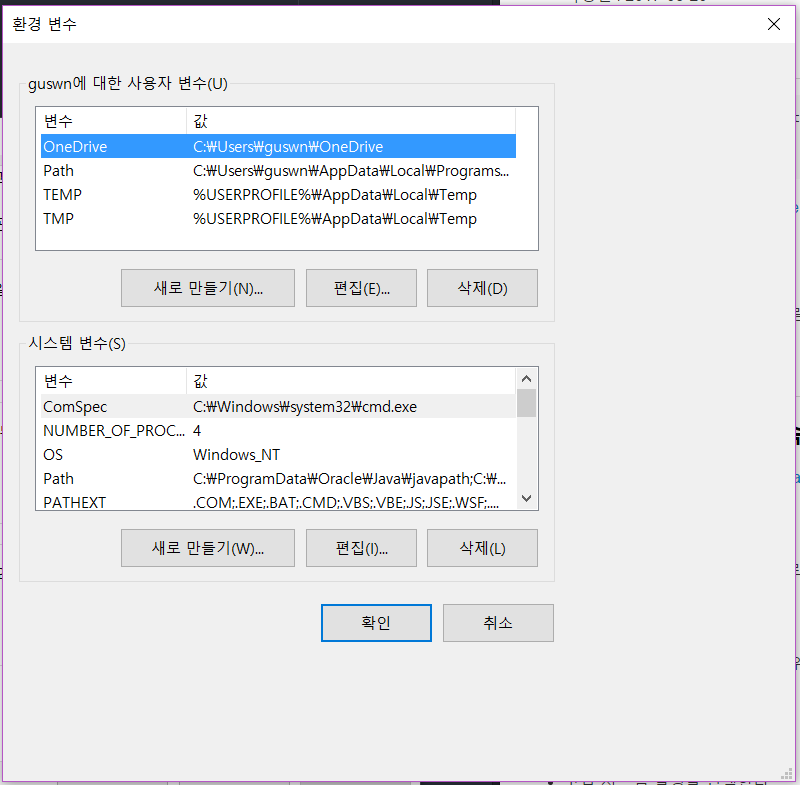 환경 변수
guswn에 대한 사용자 변수(U)
변수 값
OneDrive C:₩Users₩guswn₩OneDrive
Path C:₩Users₩guswn₩AppData₩Local₩Programs...
TEMP %USERPROFILE%₩AppData₩Local₩Temp
TMP %USERPROFILE%₩AppData₩Local₩Temp
새로 만들기(N)... 편집(E)... 삭제(D)
시스템 변수(S)
변수 값
ComSpec C:₩Windows₩system32₩cmd.exe
NUMBER_OF_PROC... 4
OS Windows_NT
Path C:₩ProgramData₩Oracle₩Java₩javapath;C:₩...
PATHEXT .COM;.EXE;.BAT;.CMD;.VBS;.VBE;.JS;.JSE;.WSF;....
새로 만들기(W)... 편집(I)... 삭제(L)
확인 취소